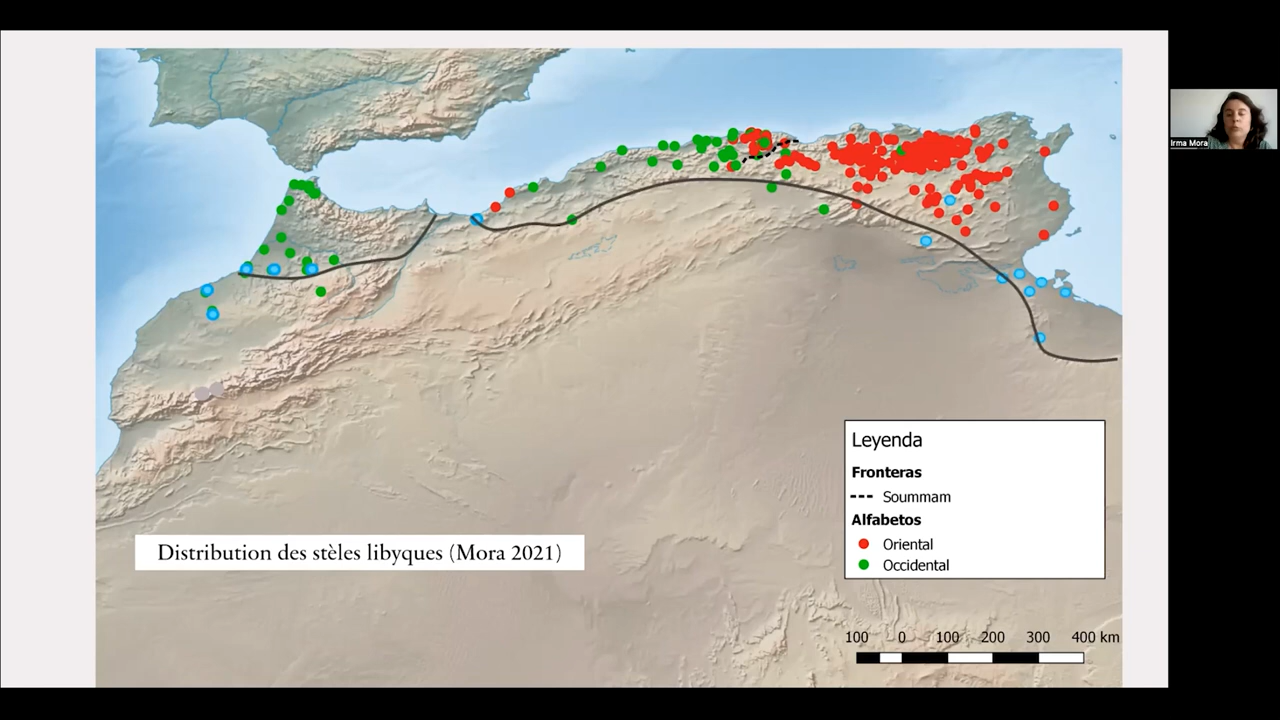 Irma Mora
Leyenda
Fronteras
Soummam
Alfabetos
Oriental
Occidental
Distribution des stèles libyques (Mora 2021)
100 0 100 200 300 400 km